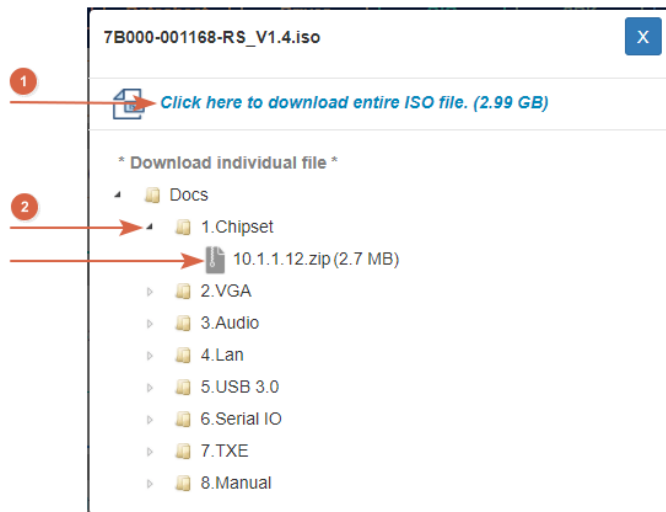 7B000-001168-RS_V1.4.iso
X
1
Click here to download entire ISO file. (2.99 GB)
* Download individual file *
Docs
2
1.Chipset
10.1.1.12.zip (2.7 MB)
2.VGA
3.Audio
4.Lan
5.USB 3.0
6.Serial IO
7.TXE
8.Manual